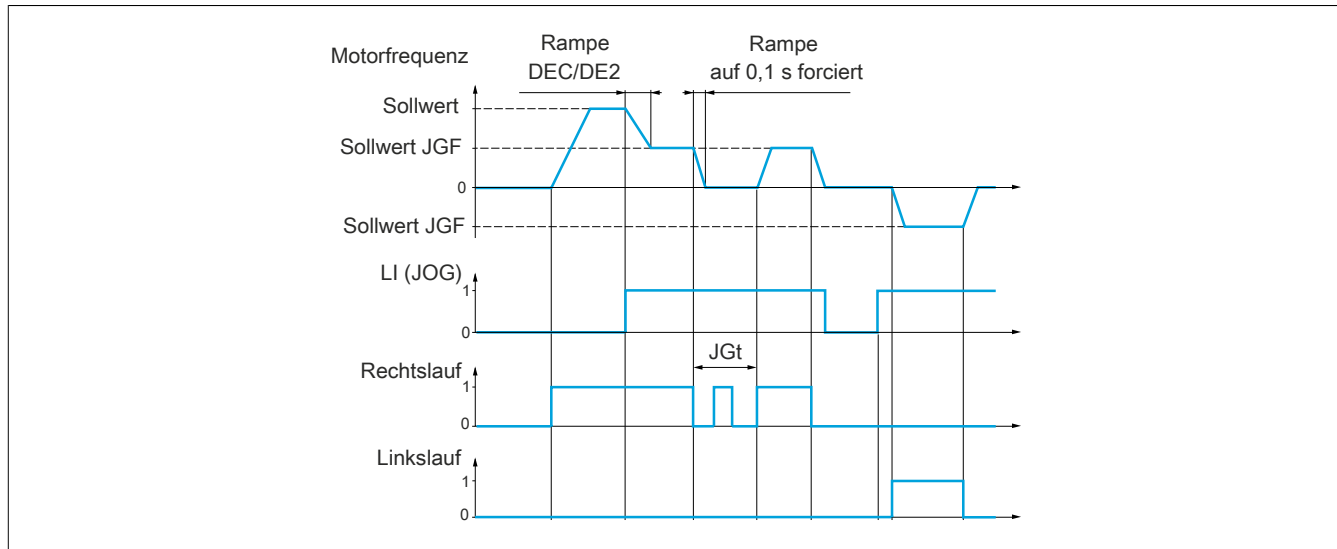 Rampe
DEC/DE2
Rampe
auf 0,1 s forciert
Motorfrequenz
Sollwert
Sollwert JGF
0
Sollwert JGF
LI (JOG)
1
0
JGt
Rechtslauf
1
0
Linkslauf
1
0